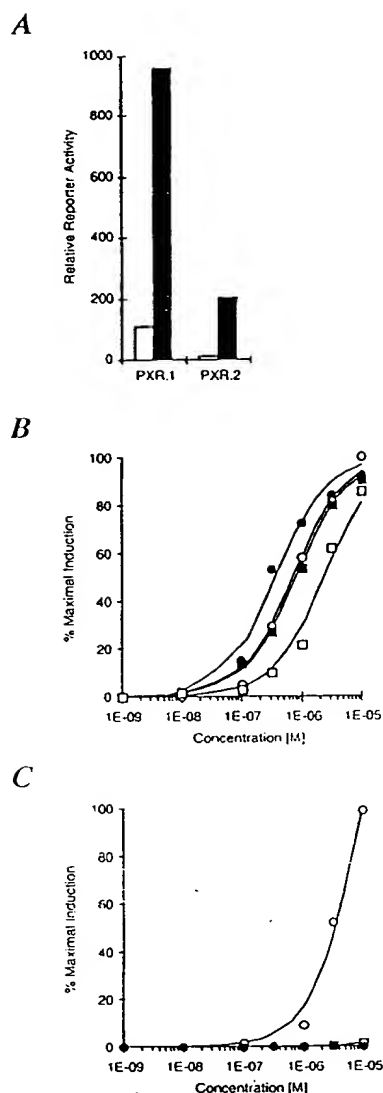 A
Relative Reporter Activity
1000
800
600
400
200
0
PXR.1 PXR.2
B
% Maximal Induction
100
80
60
40
20
0
1E-09 1E-08 1E-07 1E-06 1E-05
Concentration [M]
C
% Maximal Induction
100
80
60
40
20
0
1E-09 1E-08 1E-07 1E-06 1E-05
Concentration [M]